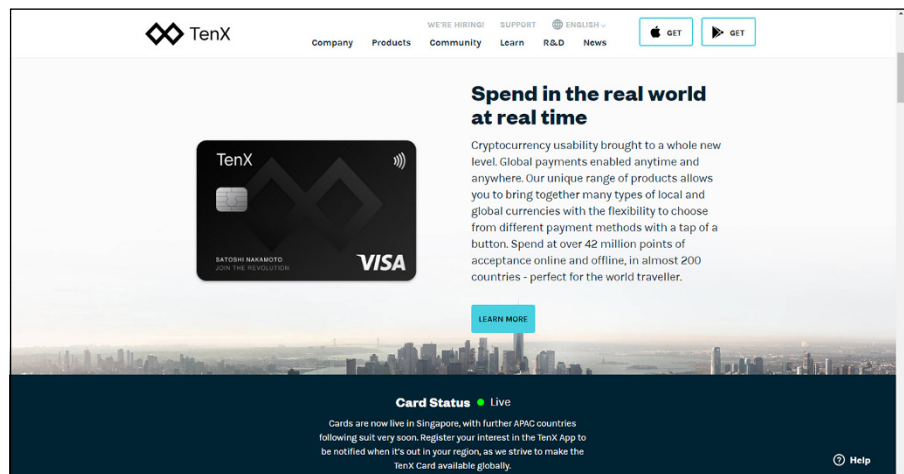 TenX
WE'RE HIRING! SUPPORT ENGLISH
Company Products Community Learn R&D News
GET GET
Spend in the real world
at real time
Cryptocurrency usability brought to a whole new
level. Global payments enabled anytime and
anywhere. Our unique range of products allows
you to bring together many types of local and
global currencies with the flexibility to choose
from different payment methods with a tap of a
button. Spend at over 42 million points of
acceptance online and offline, in almost 200
countries - perfect for the world traveller.
LEARN MORE
TenX
SATOSHI NAKAMOTO
JOIN THE REVOLUTION
VISA
Card Status Live
Cards are now live in Singapore, with further APAC countries
following suit very soon. Register your interest in the TenX App to
be notified when it's out in your region, as we strive to make the
TenX Card available globally.
Help